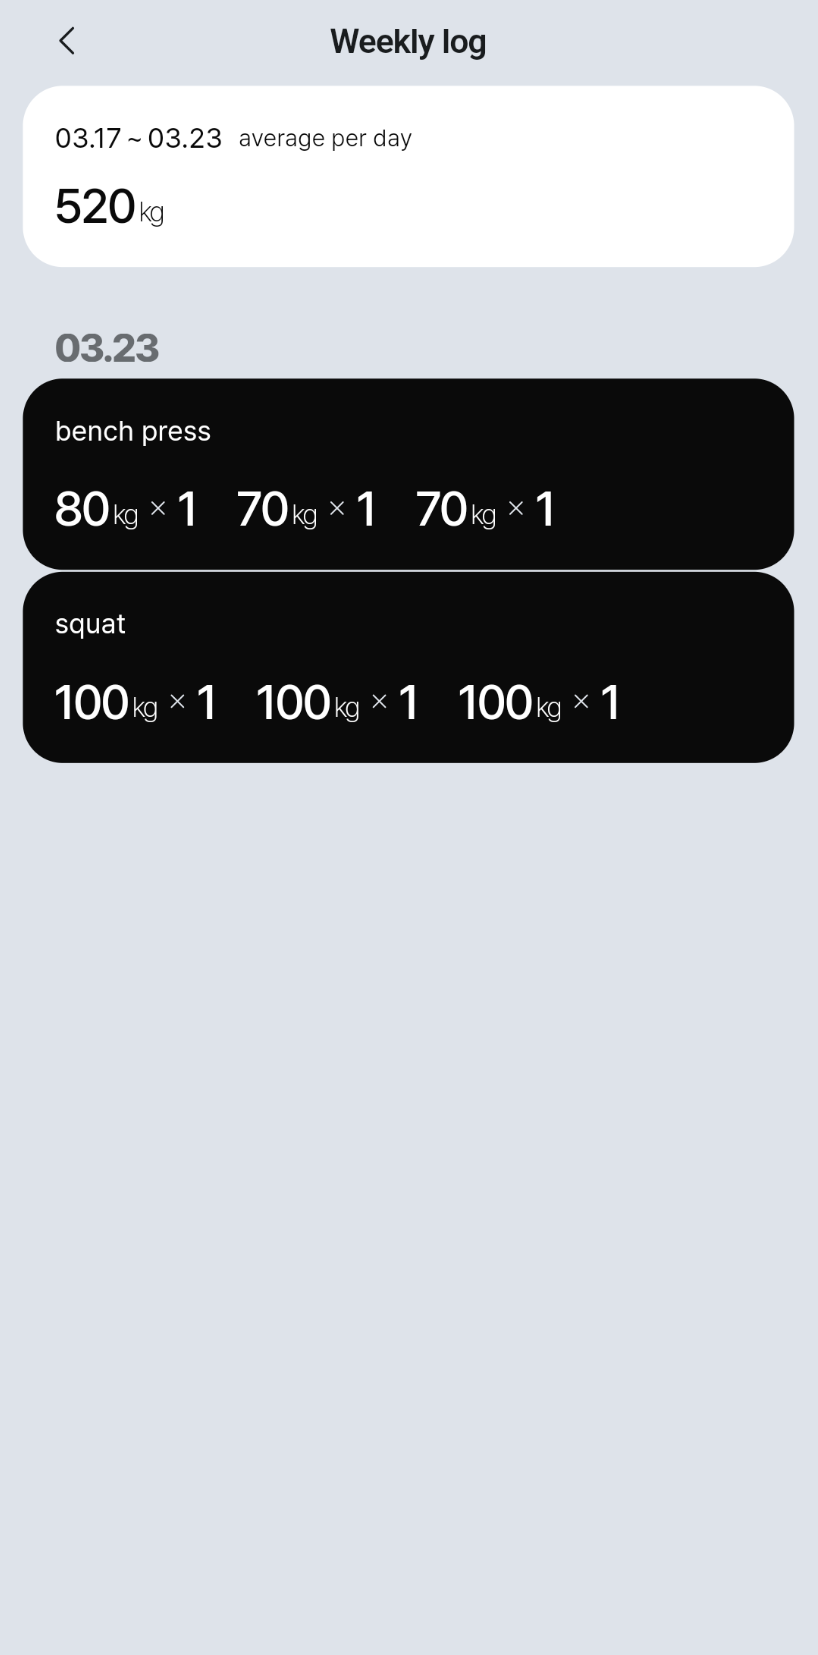 Weekly log
03.17 ~ 03.23 average per day
520kg
03.23
bench press
80kg × 1 70kg × 1 70kg × 1
squat
100kg × 1 100kg × 1 100kg × 1